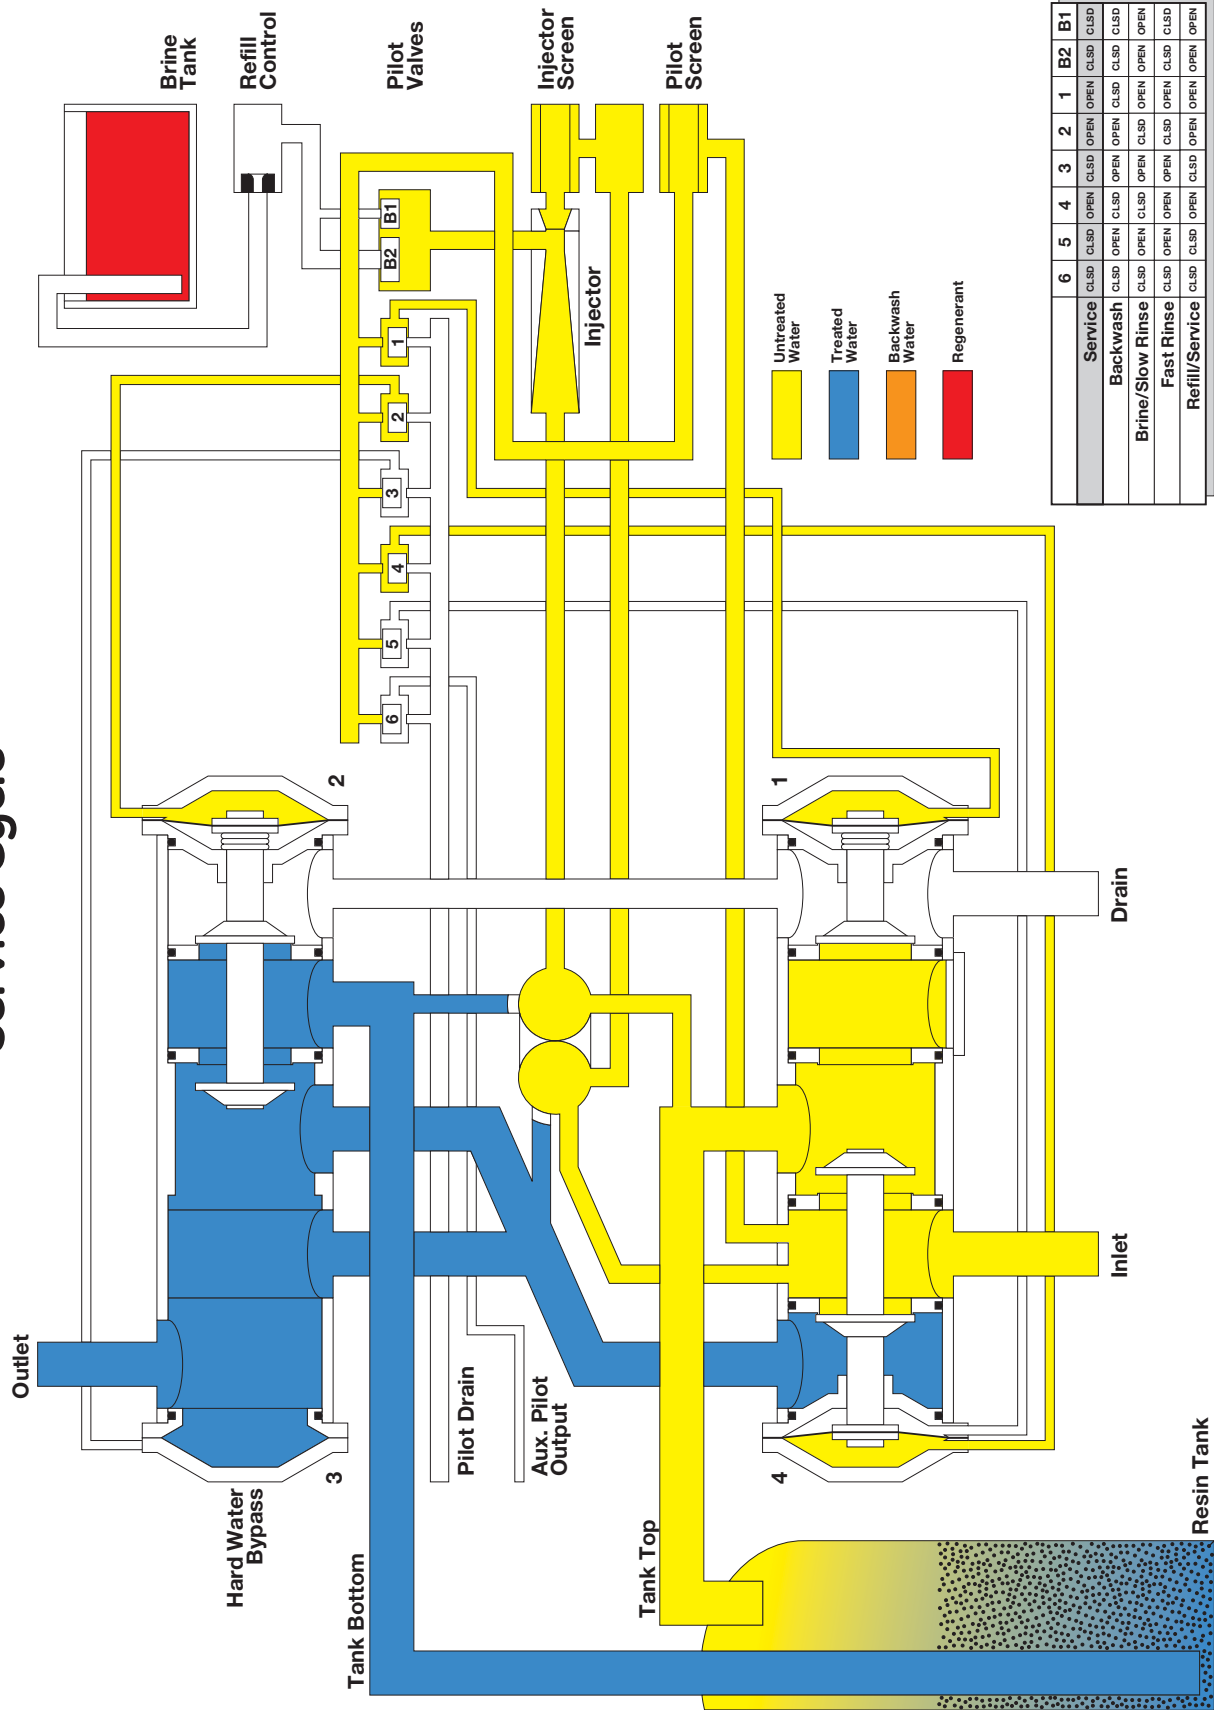 Service Cycle
Outlet
Brine
Tank
Refill
Control
Pilot
Valves
Injector
Screen
Pilot
Screen
Hard Water
Bypass
3
2
6
5
4
3
2
1
B2
B1
Injector
Pilot Drain
Aux. Pilot
Output
Tank Bottom
Tank Top
4
1
Inlet
Drain
Resin Tank
Untreated
Water
Treated
Water
Backwash
Water
Regenerant
6 5 4 3 2 1 B2 B1
Service CLSD CLSD OPEN CLSD OPEN OPEN CLSD CLSD
Backwash CLSD OPEN CLSD OPEN OPEN CLSD CLSD CLSD
Brine/Slow Rinse CLSD OPEN CLSD OPEN CLSD OPEN OPEN OPEN
Fast Rinse CLSD OPEN OPEN OPEN CLSD OPEN CLSD CLSD
Refill/Service CLSD CLSD OPEN CLSD OPEN OPEN OPEN OPEN